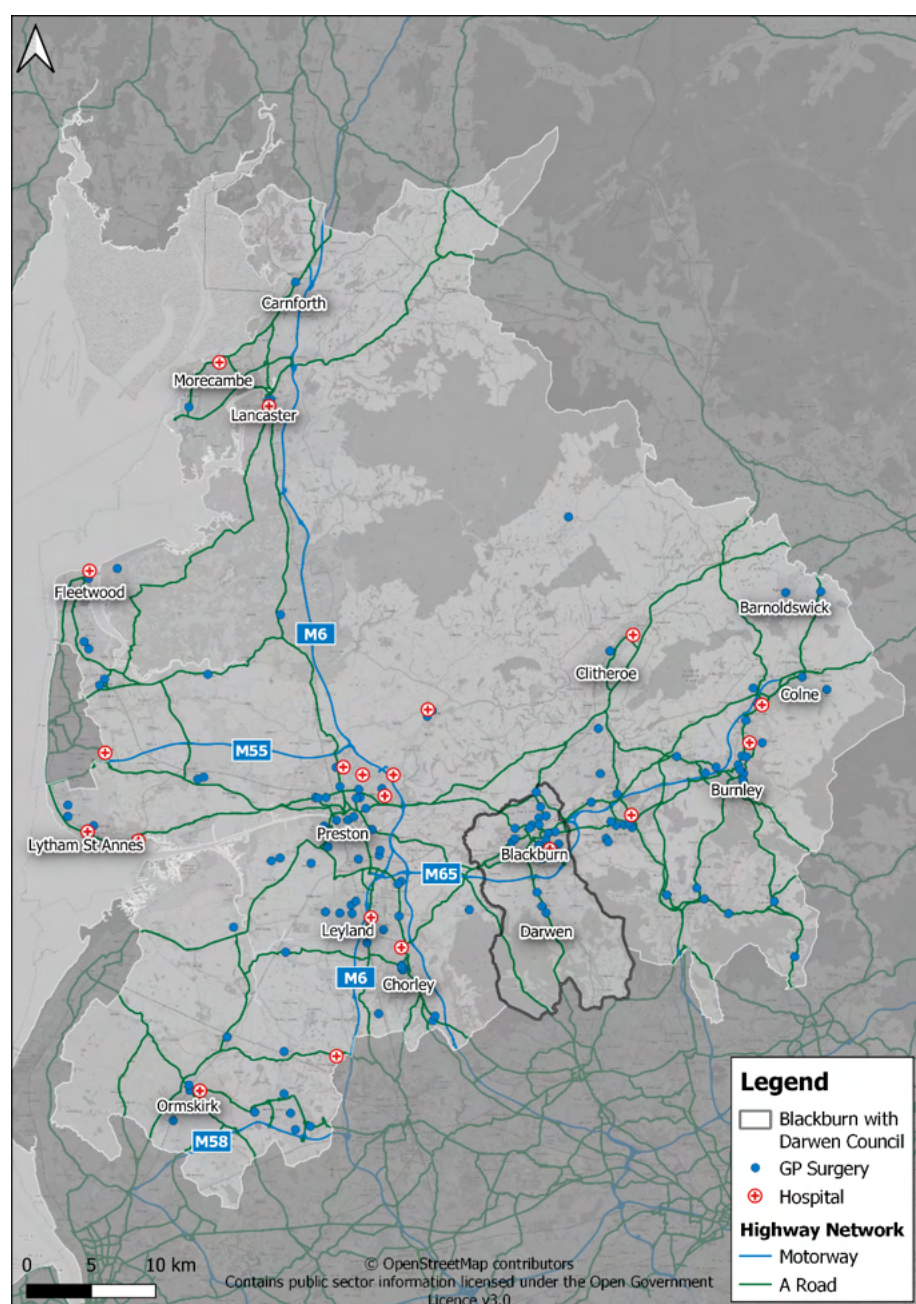 Carnforth
Morecambe
Lancaster
Fleetwood
Barnoldswick
M6
Clitheroe
Colne
M55
Burnley
Preston
Lytham St Annes
Blackburn
M65
Leyland
Darwen
M6
Chorley
Ormskirk
M58
Legend
Blackburn with
Darwen Council
GP Surgery
Hospital
Highway Network
Motorway
A Road
0 5 10 km
© OpenStreetMap contributors
Contains public sector information licensed under the Open Government
Licence v3.0